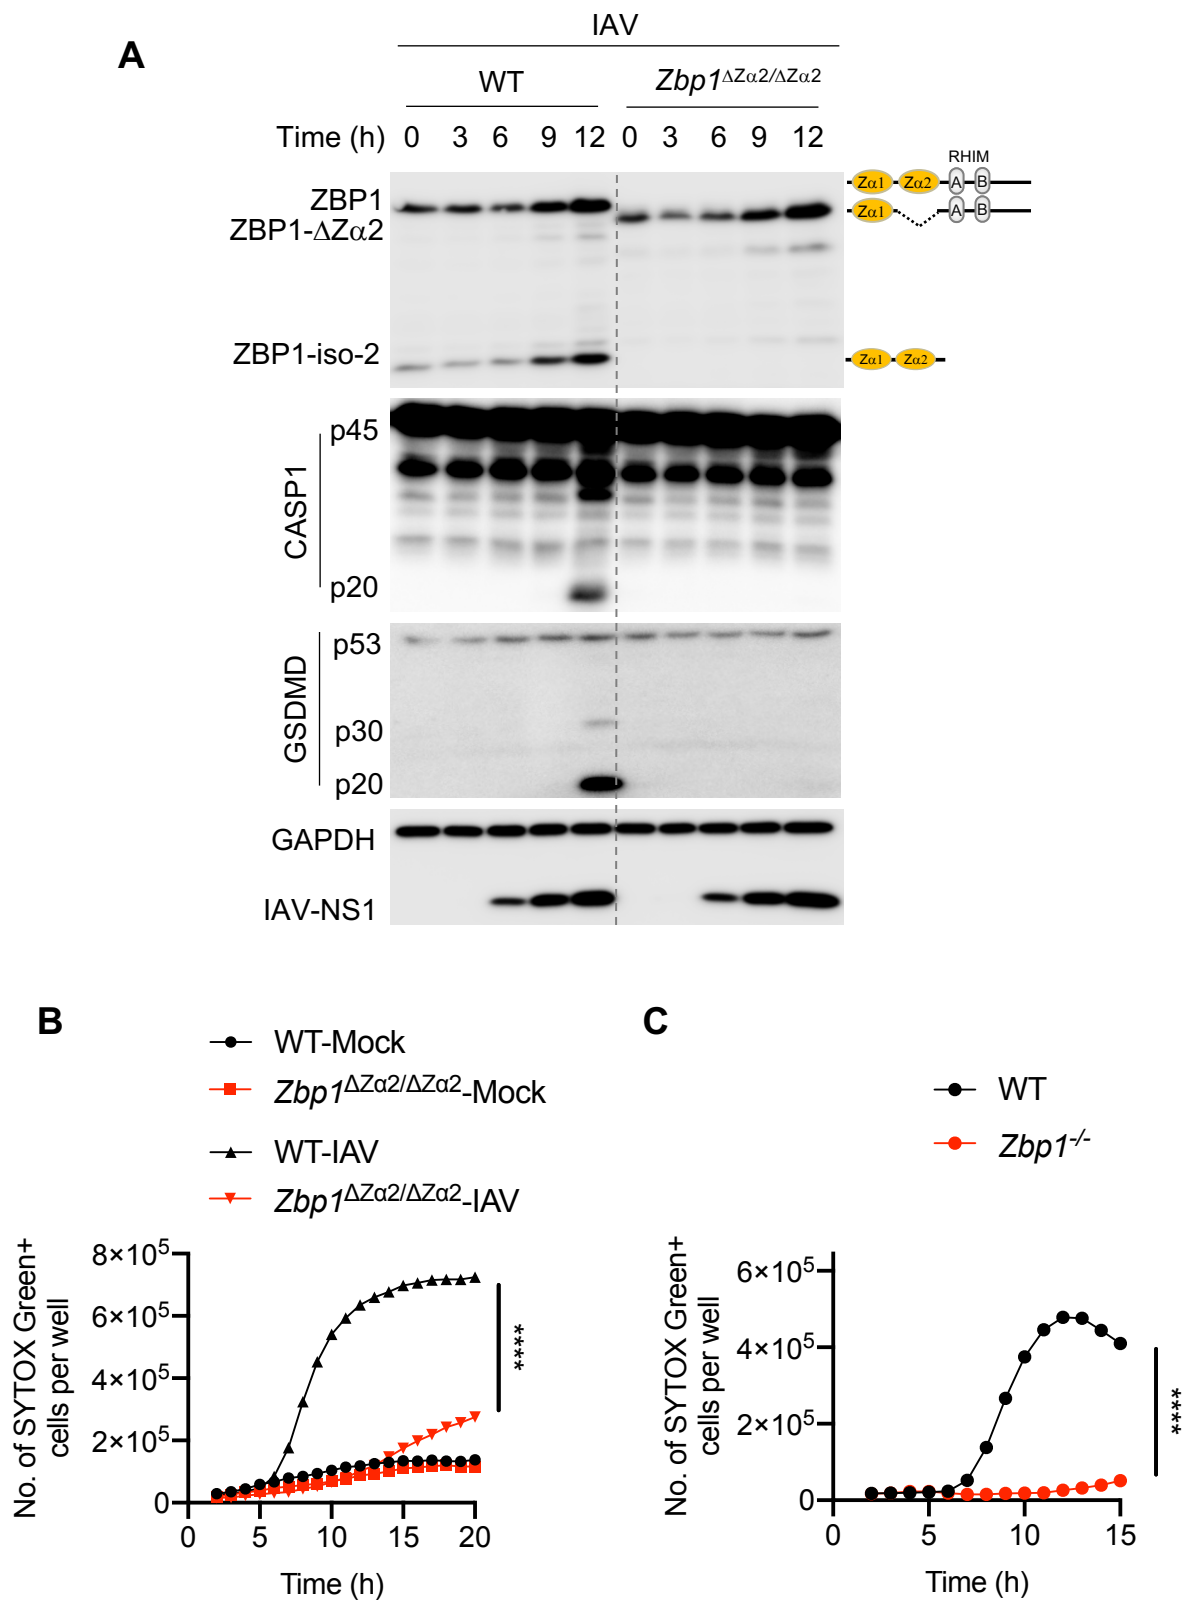 A
IAV
WT Zbp1ΔZα2/ΔZα2
Time (h) 0 3 6 9 12 0 3 6 9 12
RHIM
ZBP1 Zα1 Zα2 A B
ZBP1-ΔZα2 Zα1 A B
ZBP1-iso-2 Zα1 Zα2
CASP1
p45
p20
GSDMD
p53
p30
p20
GAPDH
IAV-NS1
B
WT-Mock
Zbp1ΔZα2/ΔZα2-Mock
WT-IAV
Zbp1ΔZα2/ΔZα2-IAV
No. of SYTOX Green+
cells per well
8×10⁵
6×10⁵
4×10⁵
2×10⁵
0
0 5 10 15 20
Time (h)
****
C
WT
Zbp1-/-
No. of SYTOX Green+
cells per well
6×10⁵
4×10⁵
2×10⁵
0
0 5 10 15
Time (h)
****